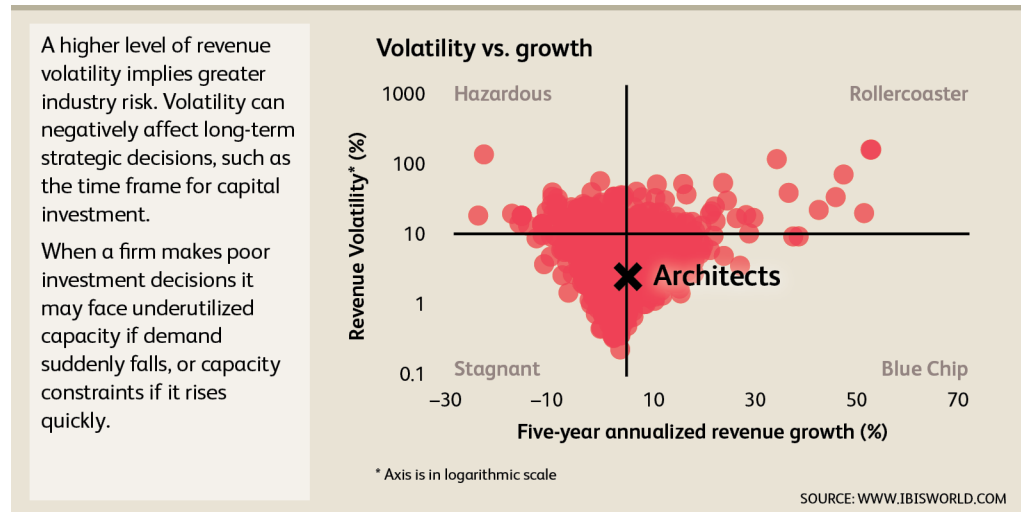 A higher level of revenue
volatility implies greater
industry risk. Volatility can
negatively affect long-term
strategic decisions, such as
the time frame for capital
investment.
When a firm makes poor
investment decisions it
may face underutilized
capacity if demand
suddenly falls, or capacity
constraints if it rises
quickly.
Volatility vs. growth
Revenue Volatility* (%)
1000
100
10
1
0.1
Hazardous
Rollercoaster
Architects
Stagnant
Blue Chip
–30
–10
10
30
50
70
Five-year annualized revenue growth (%)
* Axis is in logarithmic scale
SOURCE: WWW.IBISWORLD.COM